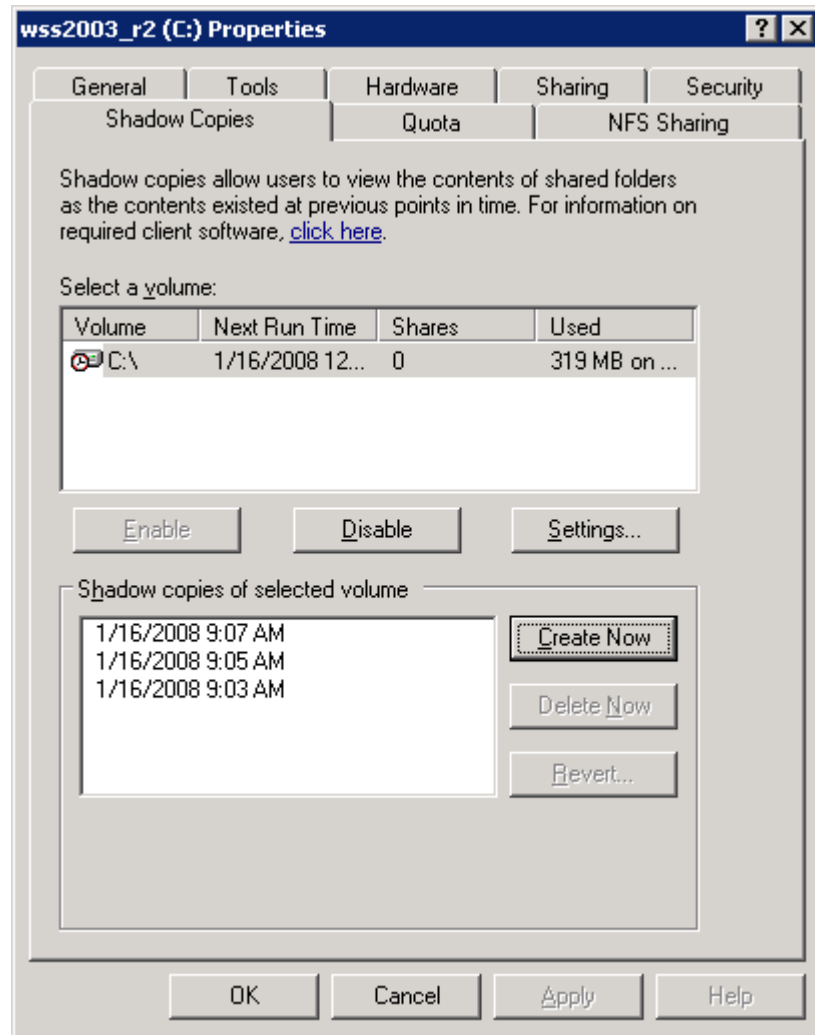 wss2003_r2 (C:) Properties
General Tools Hardware Sharing Security
Shadow Copies Quota NFS Sharing
Shadow copies allow users to view the contents of shared folders
as the contents existed at previous points in time. For information on
required client software, click here.
Select a volume:
Volume Next Run Time Shares Used
C:\ 1/16/2008 12... 0 319 MB on ...
Enable Disable Settings...
Shadow copies of selected volume
1/16/2008 9:07 AM
1/16/2008 9:05 AM
1/16/2008 9:03 AM
Create Now
Delete Now
Revert...
OK Cancel Apply Help